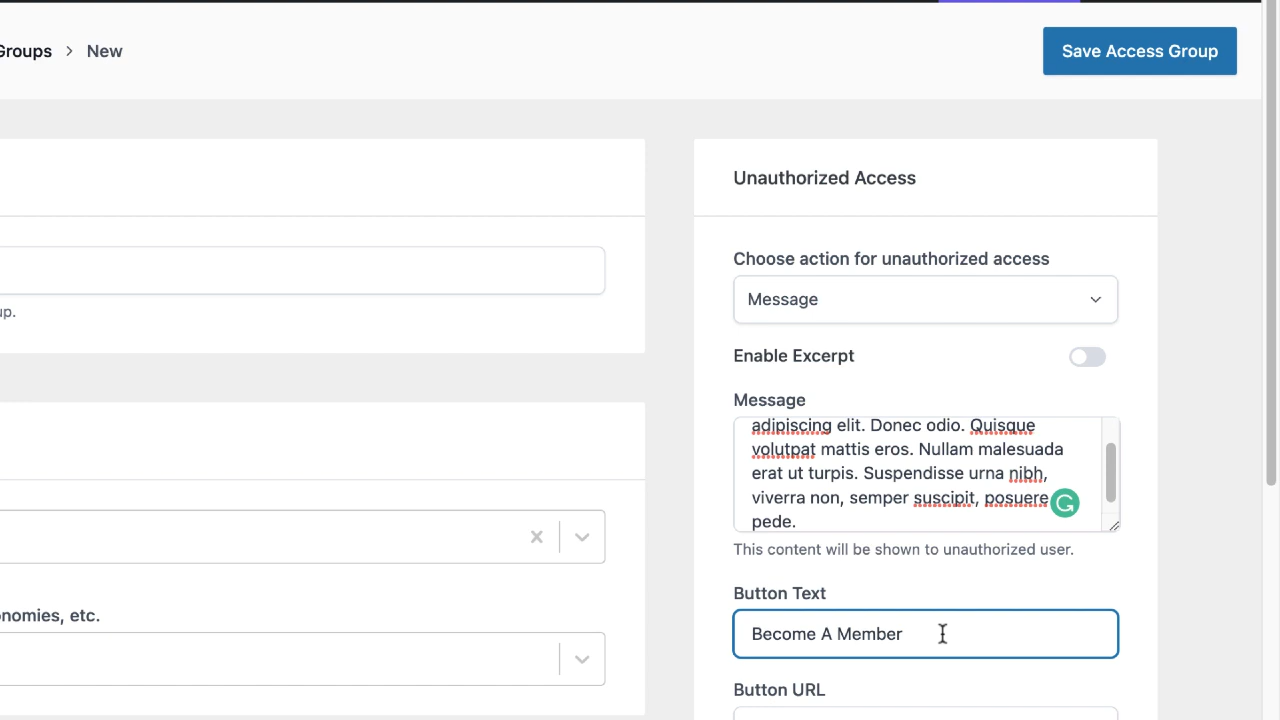 Groups > New
Save Access Group
up.
onomies, etc.
Unauthorized Access
Choose action for unauthorized access
Message
Enable Excerpt
Message
adipiscing elit. Donec odio. Quisque
volutpat mattis eros. Nullam malesuada
erat ut turpis. Suspendisse urna nibh,
viverra non, semper suscipit, posuere
pede.
This content will be shown to unauthorized user.
Button Text
Become A Member
Button URL